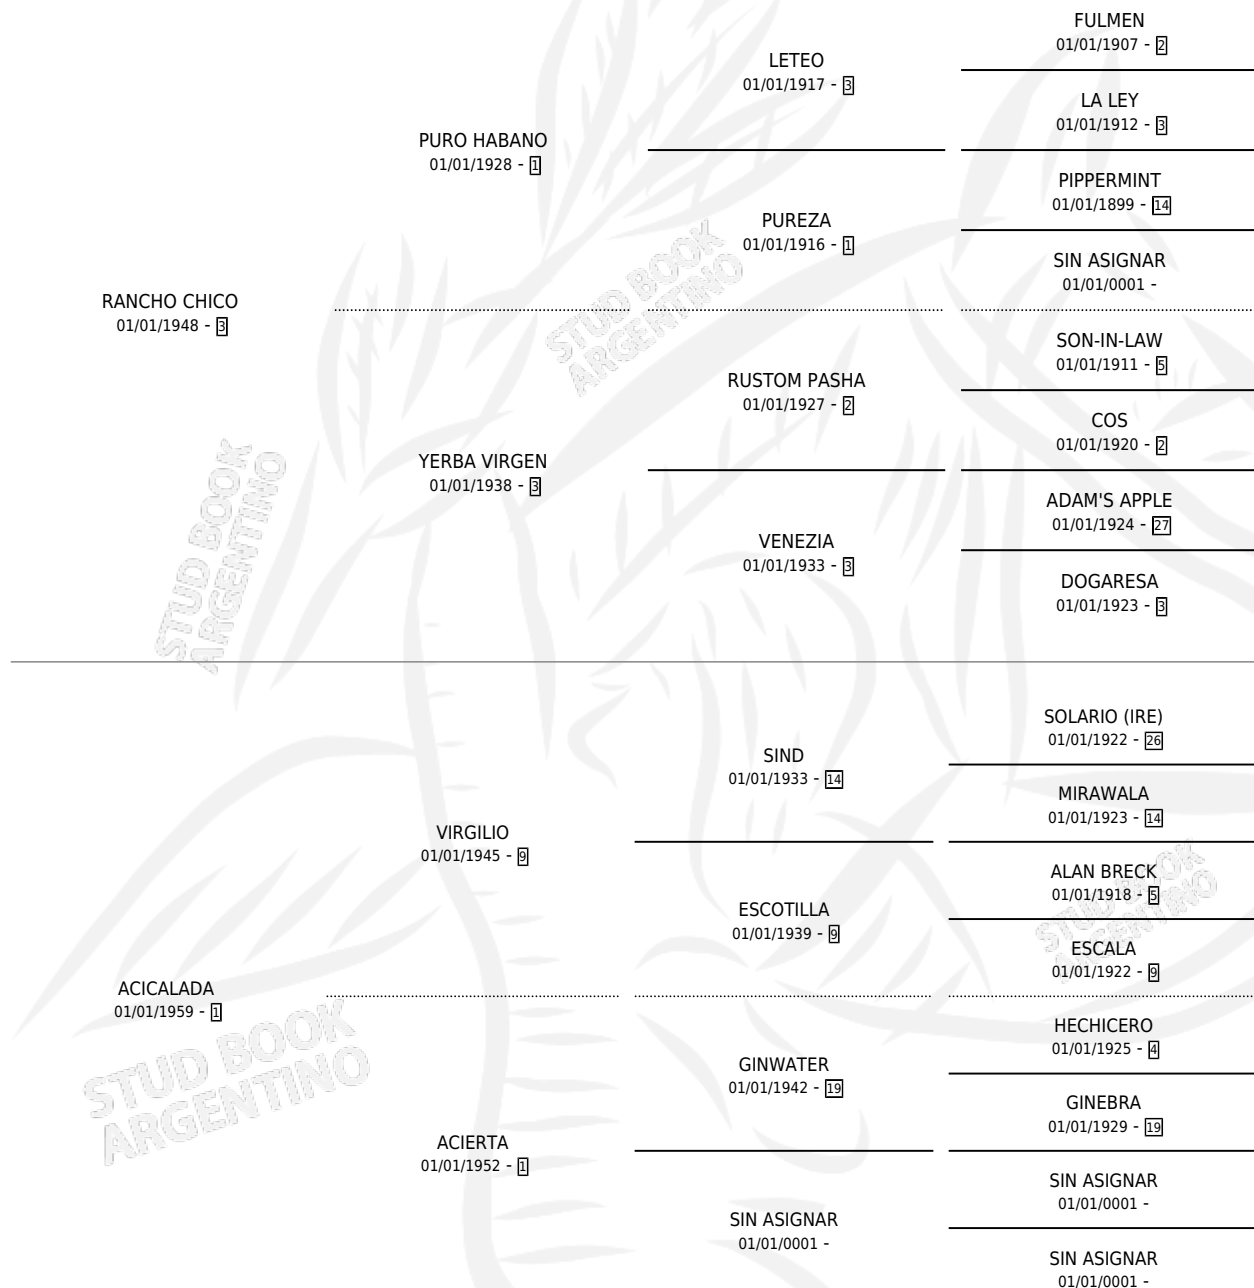 FULMEN
01/01/1907 - 2
LETEO
01/01/1917 - 3
LA LEY
01/01/1912 - 3
PURO HABANO
01/01/1928 - 1
PIPPERMINT
01/01/1899 - 14
PUREZA
01/01/1916 - 1
SIN ASIGNAR
01/01/0001 -
RANCHO CHICO
01/01/1948 - 3
SON-IN-LAW
01/01/1911 - 5
RUSTOM PASHA
01/01/1927 - 2
COS
01/01/1920 - 2
YERBA VIRGEN
01/01/1938 - 3
ADAM'S APPLE
01/01/1924 - 27
VENEZIA
01/01/1933 - 3
DOGARESA
01/01/1923 - 3
SOLARIO (IRE)
01/01/1922 - 26
SIND
01/01/1933 - 14
MIRAWALA
01/01/1923 - 14
VIRGILIO
01/01/1945 - 9
ALAN BRECK
01/01/1918 - 5
ESCOTILLA
01/01/1939 - 9
ESCALA
01/01/1922 - 9
ACICALADA
01/01/1959 - 1
HECHICERO
01/01/1925 - 4
GINWATER
01/01/1942 - 19
GINEBRA
01/01/1929 - 19
ACIERTA
01/01/1952 - 1
SIN ASIGNAR
01/01/0001 -
SIN ASIGNAR
01/01/0001 -
SIN ASIGNAR
01/01/0001 -
STUD BOOK
ARGENTINO
STUD BOOK
ARGENTINO
STUD BOOK
ARGENTINO
STUD BOOK
ARGENTINO